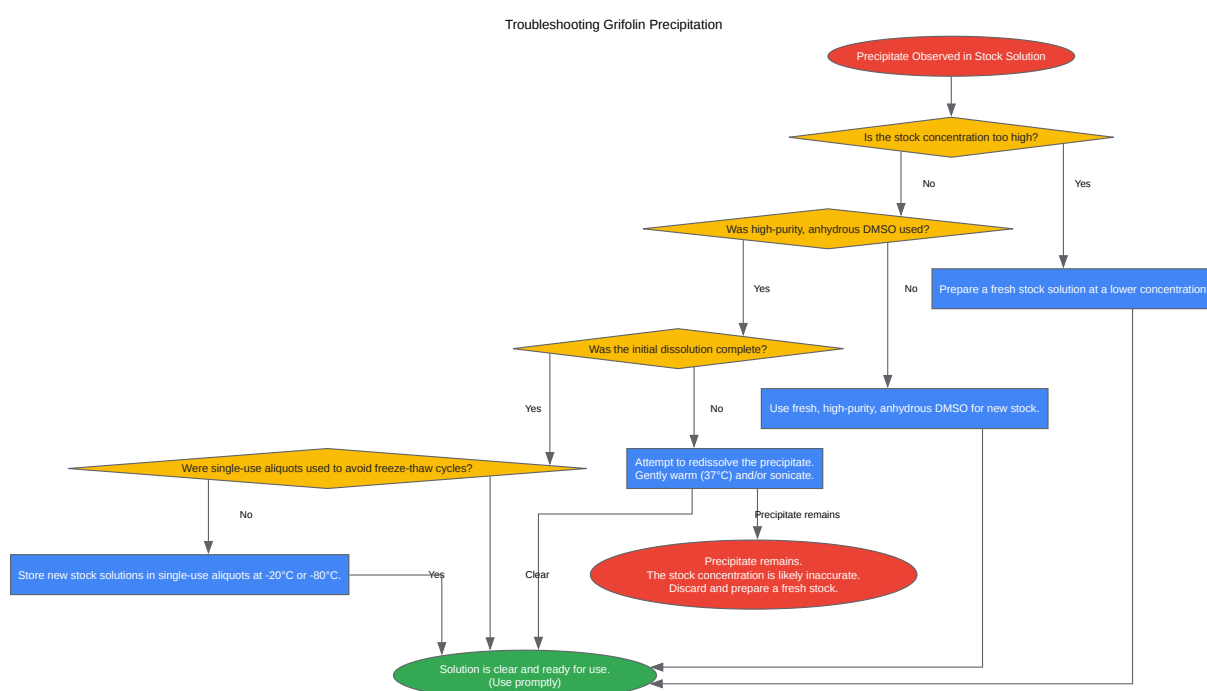 Troubleshooting Grifolin Precipitation
Precipitate Observed in Stock Solution
Is the stock concentration too high?
No
Yes
Was high-purity, anhydrous DMSO used?
Yes
No
Prepare a fresh stock solution at a lower concentration
Was the initial dissolution complete?
Yes
No
Use fresh, high-purity, anhydrous DMSO for new stock.
Were single-use aliquots used to avoid freeze-thaw cycles?
Attempt to redissolve the precipitate.
Gently warm (37°C) and/or sonicate.
No
Precipitate remains
Store new stock solutions in single-use aliquots at -20°C or -80°C.
Yes
Clear
Precipitate remains.
The stock concentration is likely inaccurate.
Discard and prepare a fresh stock.
Solution is clear and ready for use.
(Use promptly)